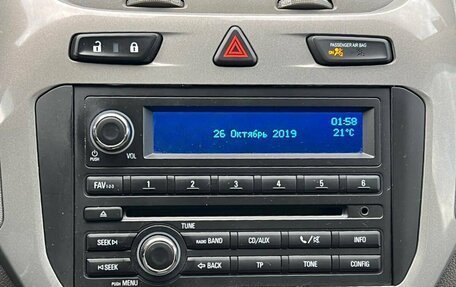 PASSENGER AIR BAG
ON
01:58
26 Октябрь 2019
21°C
PUSH
VOL
FAV 1-2-3
1
2
3
4
5
6
TUNE
SEEK
RADIO BAND
CD/AUX
INFO
SEEK
BACK
TP
TONE
CONFIG
PUSH MENU